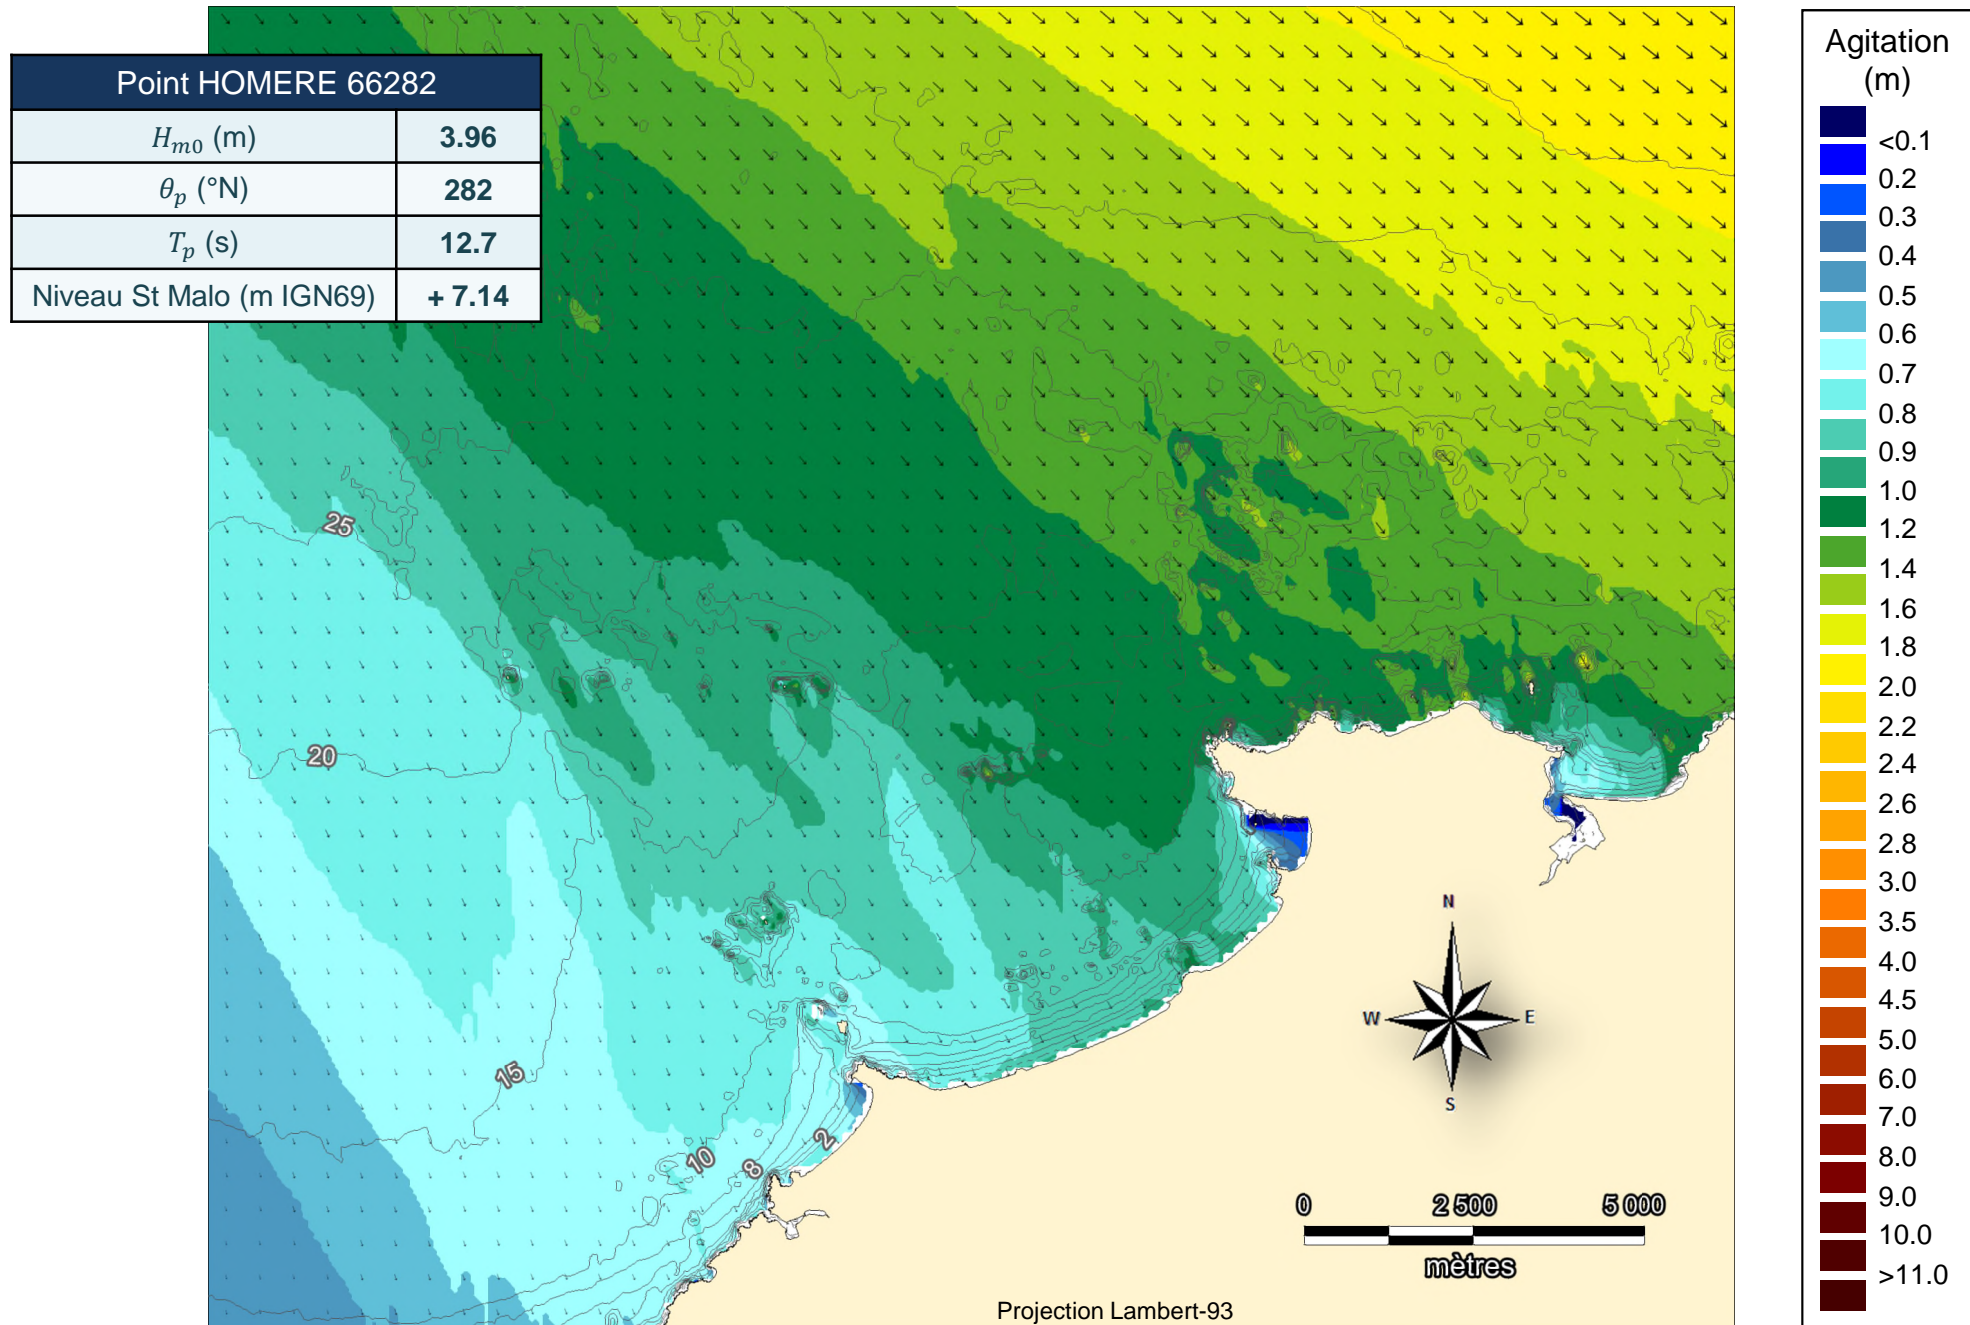 Point HOMERE 66282
H_m0 (m) 3.96
θ_p (°N) 282
T_p (s) 12.7
Niveau St Malo (m IGN69) + 7.14
25
20
15
10
8
2
N
W E
S
0 2 500 5 000
mètres
Projection Lambert-93
Agitation
(m)
<0.1
0.2
0.3
0.4
0.5
0.6
0.7
0.8
0.9
1.0
1.2
1.4
1.6
1.8
2.0
2.2
2.4
2.6
2.8
3.0
3.5
4.0
4.5
5.0
6.0
7.0
8.0
9.0
10.0
>11.0